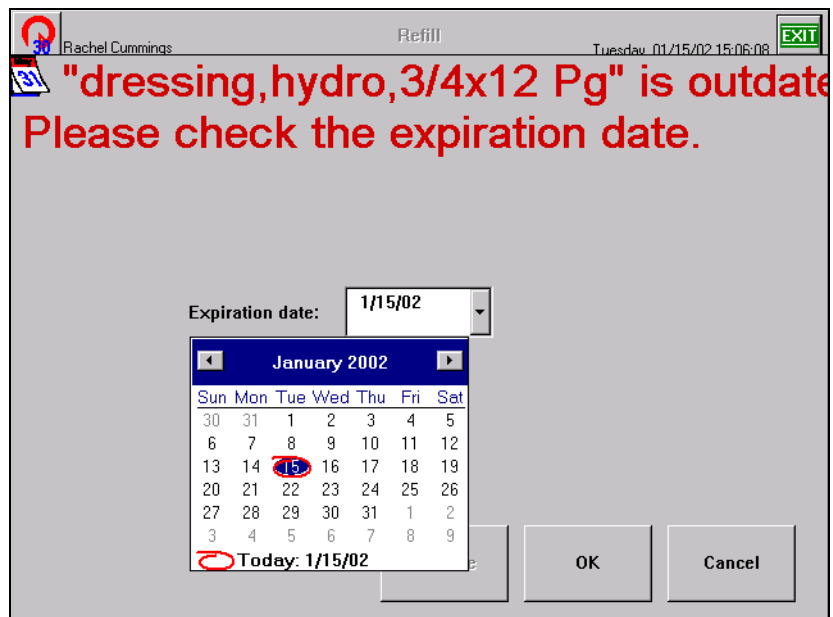 30
Rachel Cummings
Refill
Tuesday 01/15/02 15:06:08
EXIT
31
"dressing,hydro,3/4x12 Pg" is outdate
Please check the expiration date.
Expiration date:
1/15/02
January 2002
Sun Mon Tue Wed Thu Fri Sat
30 31 1 2 3 4 5
6 7 8 9 10 11 12
13 14 15 16 17 18 19
20 21 22 23 24 25 26
27 28 29 30 31 1 2
3 4 5 6 7 8 9
Today: 1/15/02
OK
Cancel